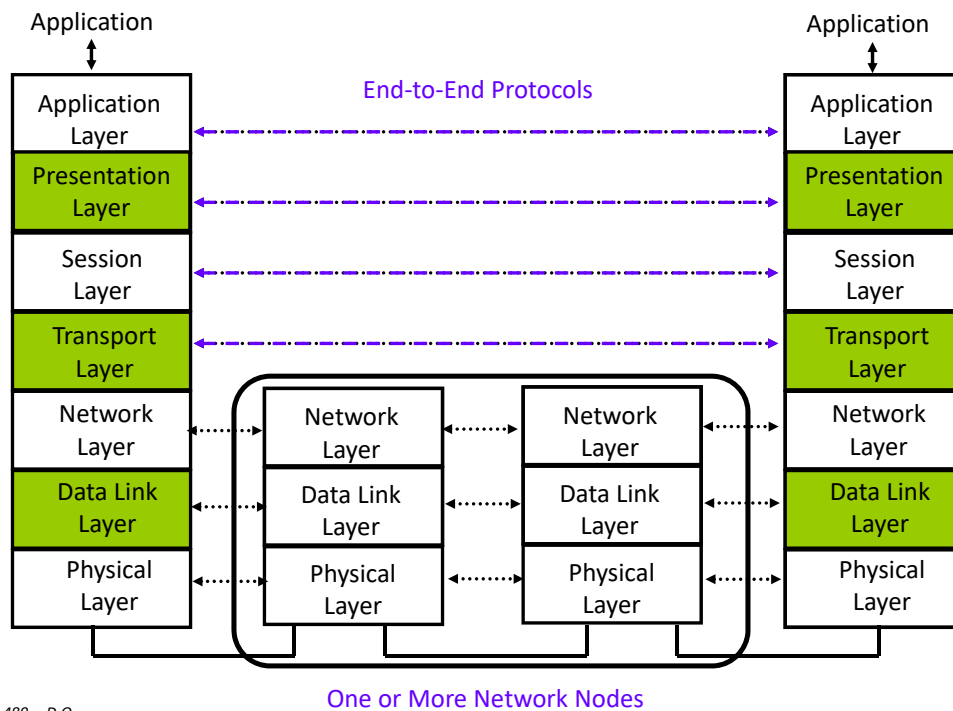 Application
Application
End-to-End Protocols
Application
Layer
Presentation
Layer
Session
Layer
Transport
Layer
Network
Layer
Data Link
Layer
Physical
Layer
Network
Layer
Data Link
Layer
Physical
Layer
Network
Layer
Data Link
Layer
Physical
Layer
Application
Layer
Presentation
Layer
Session
Layer
Transport
Layer
Network
Layer
Data Link
Layer
Physical
Layer
One or More Network Nodes